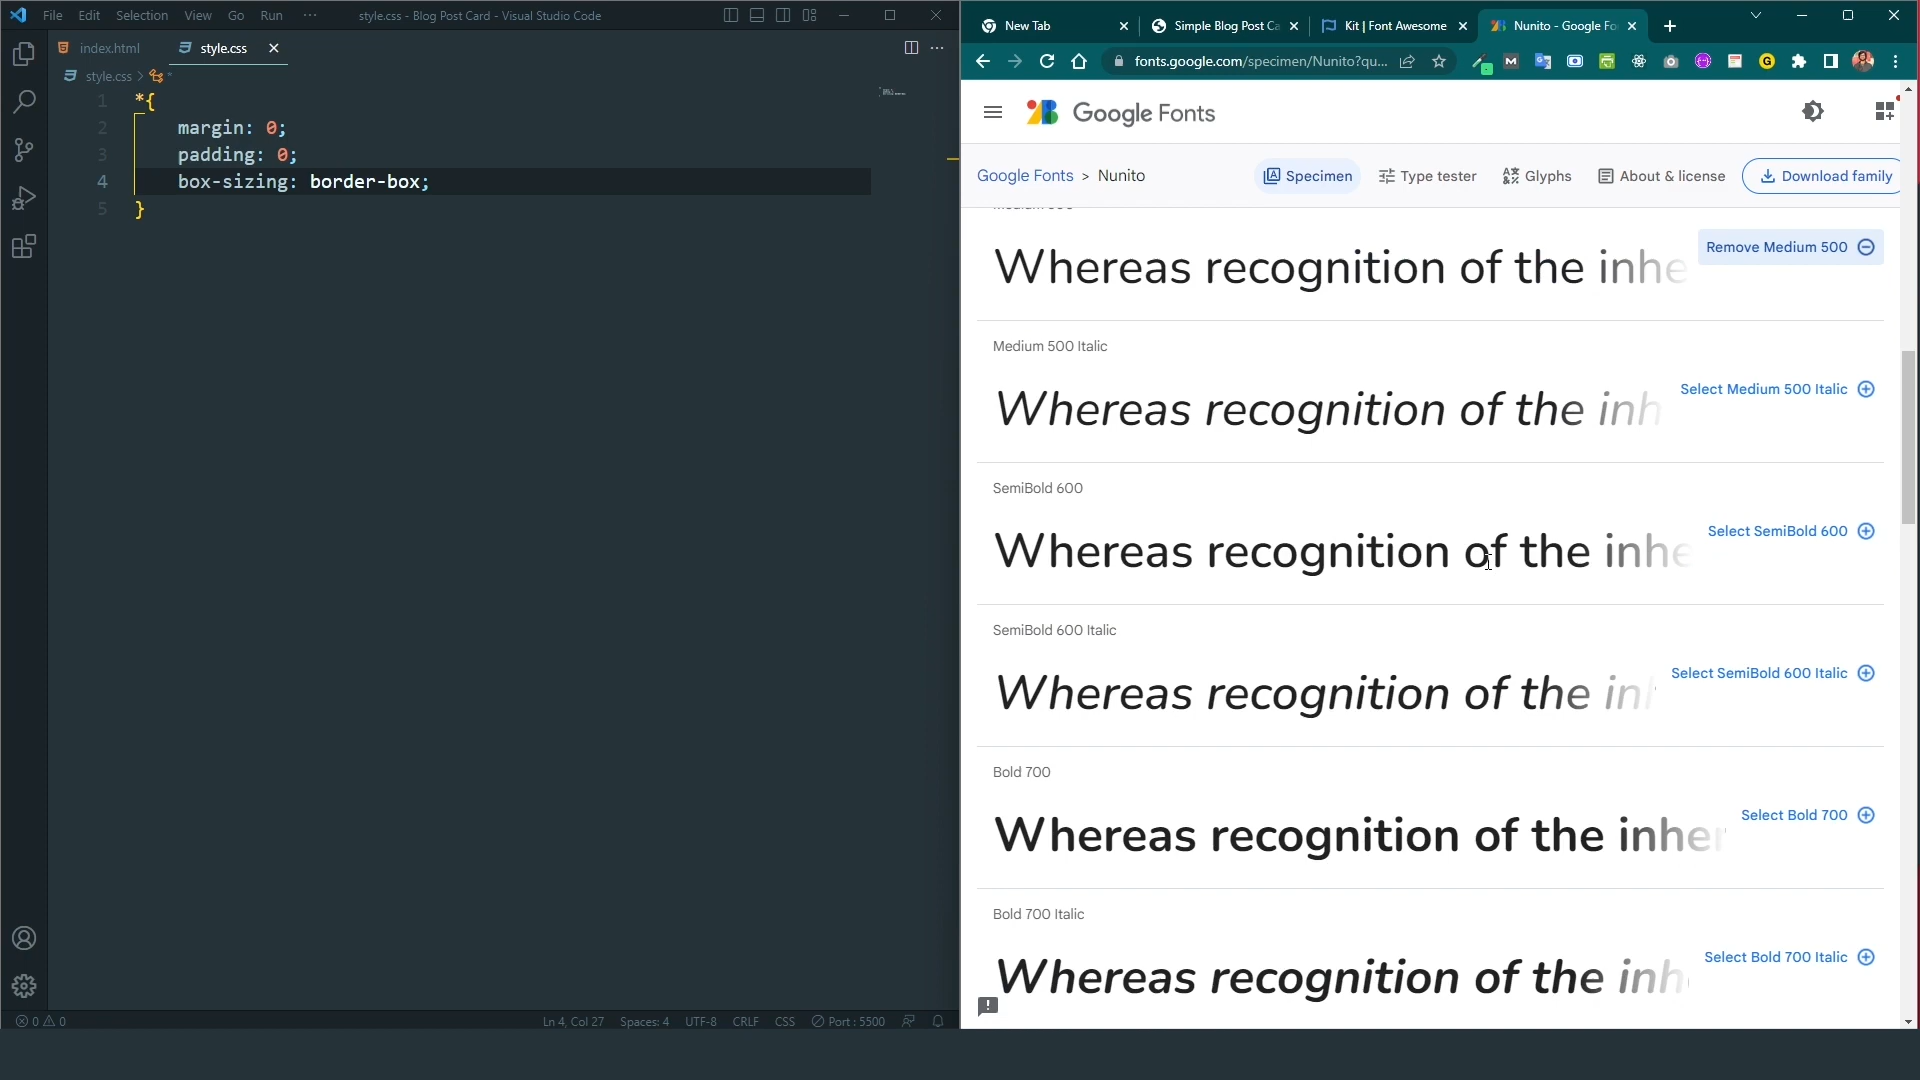 File Edit Selection View Go Run ··· style.css - Blog Post Card - Visual Studio Code
index.html style.css
style.css >
1 *{
2 margin: 0;
3 padding: 0;
4 box-sizing: border-box;
5 }
0 0 Ln 4, Col 27 Spaces: 4 UTF-8 CRLF CSS Port : 5500
New Tab Simple Blog Post Ca Kit | Font Awesome Nunito - Google Fo
fonts.google.com/specimen/Nunito?qu...
Google Fonts
Google Fonts > Nunito Specimen Type tester Glyphs About & license Download family
Remove Medium 500
Whereas recognition of the inhe
Medium 500 Italic
Select Medium 500 Italic
Whereas recognition of the inh
SemiBold 600
Select SemiBold 600
Whereas recognition of the inhe
SemiBold 600 Italic
Select SemiBold 600 Italic
Whereas recognition of the inh
Bold 700
Select Bold 700
Whereas recognition of the inher
Bold 700 Italic
Select Bold 700 Italic
Whereas recognition of the inh